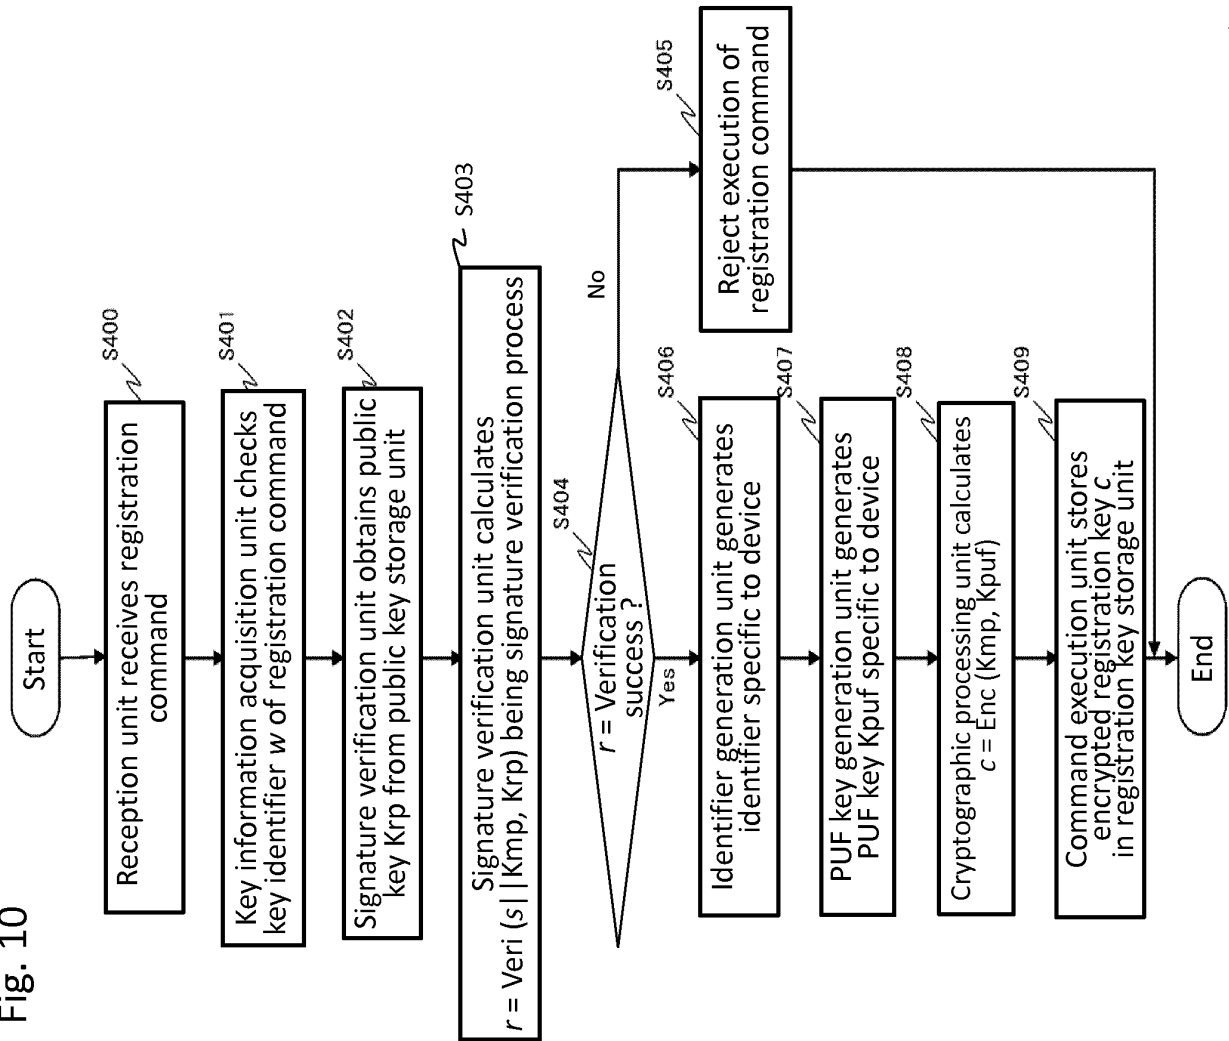 Fig. 10
Start
S400
Reception unit receives registration
command
S401
Key information acquisition unit checks
key identifier w of registration command
S402
Signature verification unit obtains public
key Krp from public key storage unit
S403
Signature verification unit calculates
r = Veri (s || Kmp, Krp) being signature verification process
S404
r = Verification
success ?
No
Yes
S405
Reject execution of
registration command
S406
Identifier generation unit generates
identifier specific to device
S407
PUF key generation unit generates
PUF key Kpuf specific to device
S408
Cryptographic processing unit calculates
c = Enc (Kmp, Kpuf)
S409
Command execution unit stores
encrypted registration key c
in registration key storage unit
End